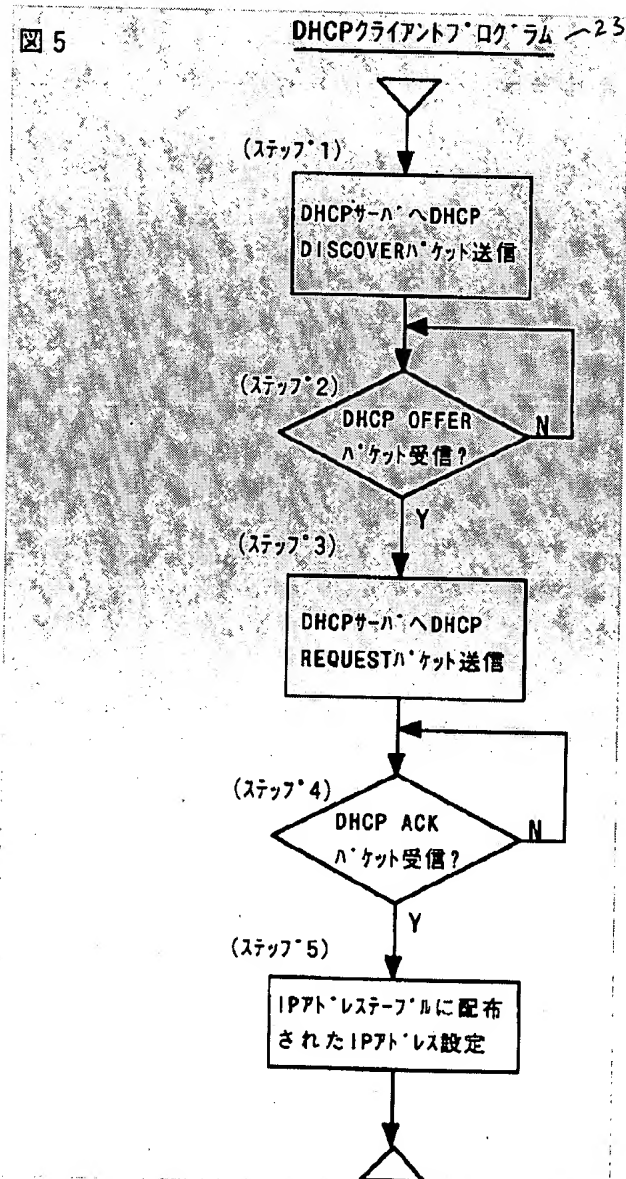 図5
DHCPクライアントプログラム 23
(ステップ1)
DHCPサーバへDHCP
DISCOVERパケット送信
(ステップ2)
DHCP OFFER
パケット受信?
N
Y
(ステップ3)
DHCPサーバへDHCP
REQUESTパケット送信
(ステップ4)
DHCP ACK
パケット受信?
N
Y
(ステップ5)
IPアドレステーブルに配布
されたIPアドレス設定